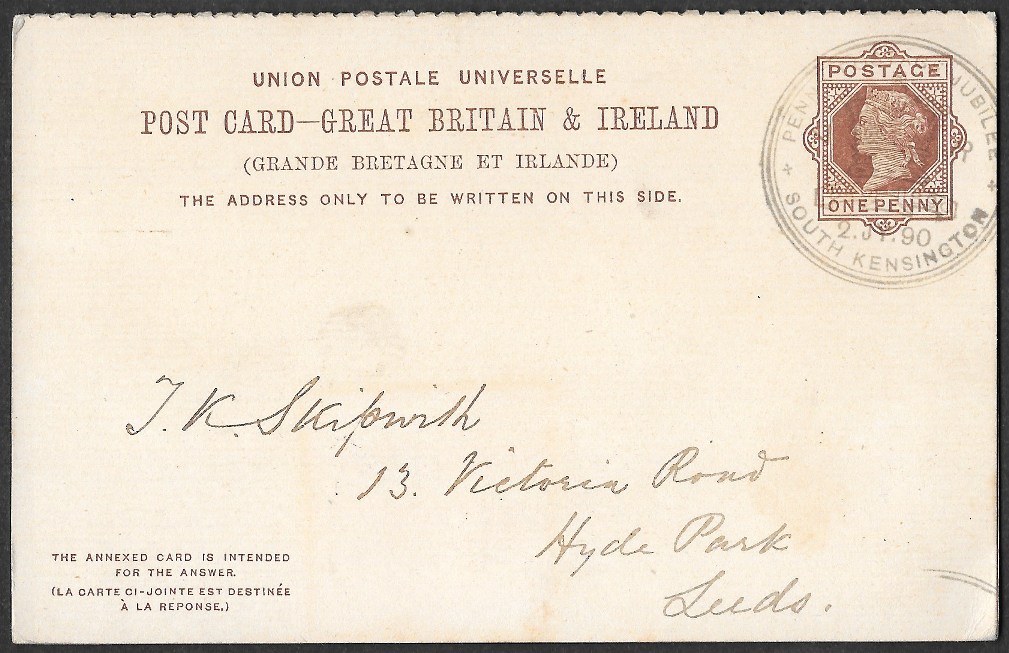 UNION POSTALE UNIVERSELLE
POST CARD—GREAT BRITAIN & IRELAND
(GRANDE BRETAGNE ET IRLANDE)
THE ADDRESS ONLY TO BE WRITTEN ON THIS SIDE.
POSTAGE
ONE PENNY
JUBILEE
SOUTH KENSINGTON
90
T. K. Skipwith
13. Victoria Road
Hyde Park
Leeds.
THE ANNEXED CARD IS INTENDED
FOR THE ANSWER.
(LA CARTE CI-JOINTE EST DESTINÉE
À LA REPONSE.)